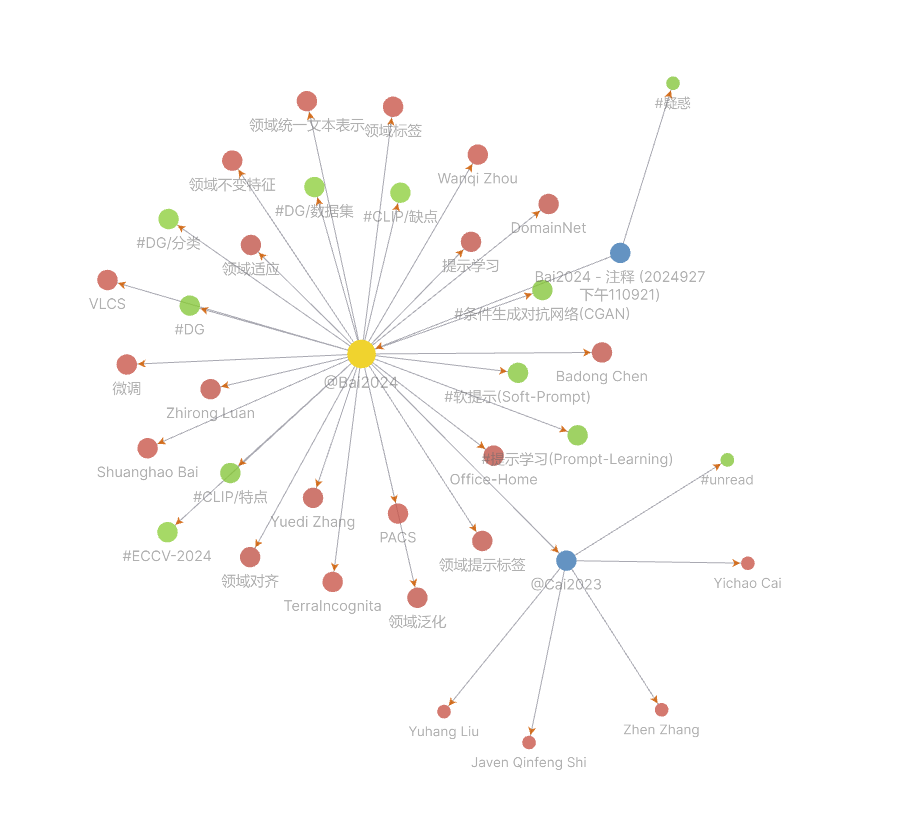 #疑惑
领域统一文本表示
领域标签
Wanqi Zhou
领域不变特征
#DG/数据集
#CLIP/缺点
DomainNet
#DG/分类
领域适应
提示学习
Bai2024 - 注释 (2024927
下午110921)
VLCS
#条件生成对抗网络(CGAN)
#DG
@Bai2024
Badong Chen
微调
#软提示(Soft-Prompt)
Zhirong Luan
#提示学习(Prompt-Learning)
Shuanghao Bai
Office-Home
#unread
#CLIP/特点
Yuedi Zhang
PACS
#ECCV-2024
领域提示标签
领域对齐
@Cai2023
Yichao Cai
TerraIncognita
领域泛化
Yuhang Liu
Zhen Zhang
Javen Qinfeng Shi